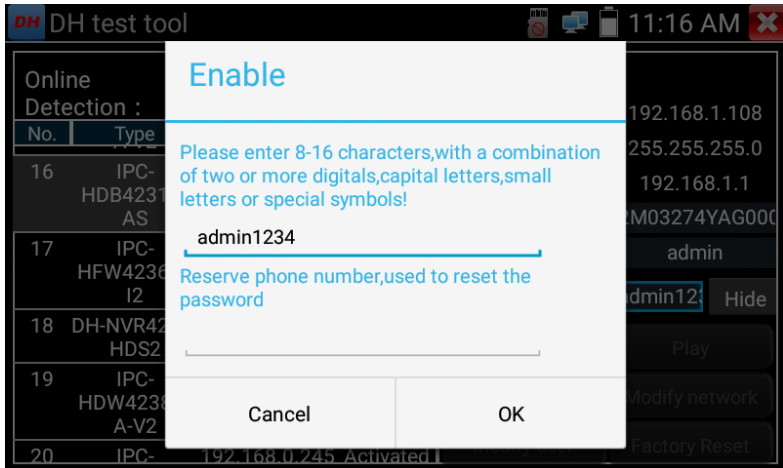 DH DH test tool 11:16 AM
Enable
Please enter 8-16 characters,with a combination
of two or more digitals,capital letters,small
letters or special symbols!
admin1234
Reserve phone number,used to reset the
password
Cancel OK
Online
Detection :
No. Type
16 IPC-
HDB4231
AS
17 IPC-
HFW4236
I2
18 DH-NVR42
HDS2
19 IPC-
HDW4238
A-V2
20 IPC- 192.168.0.245 Activated
192.168.1.108
255.255.255.0
192.168.1.1
2M03274YAG000
admin
admin123 Hide
Play
Modify network
Factory Reset